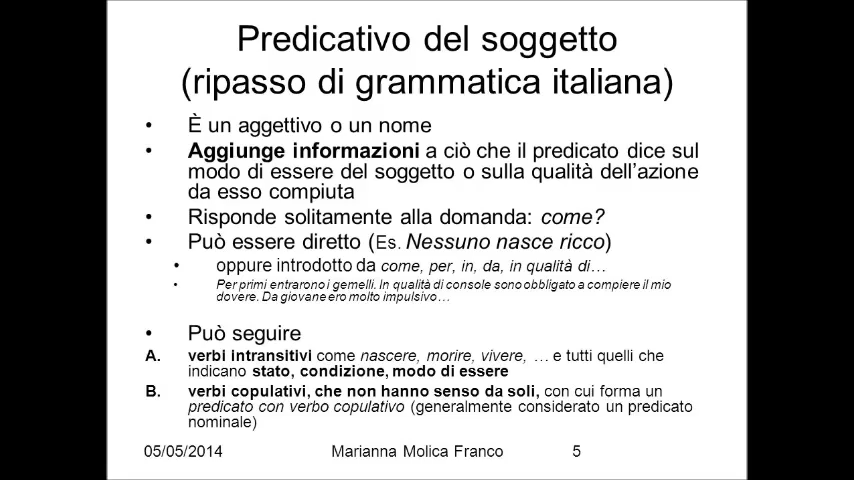 Predicativo del soggetto
(ripasso di grammatica italiana)
• È un aggettivo o un nome
• Aggiunge informazioni a ciò che il predicato dice sul
modo di essere del soggetto o sulla qualità dell'azione
da esso compiuta
• Risponde solitamente alla domanda: come?
• Può essere diretto (Es. Nessuno nasce ricco)
• oppure introdotto da come, per, in, da, in qualità di…
• Per primi entrarono i gemelli. In qualità di console sono obbligato a compiere il mio
dovere. Da giovane ero molto impulsivo…
• Può seguire
A. verbi intransitivi come nascere, morire, vivere, … e tutti quelli che
indicano stato, condizione, modo di essere
B. verbi copulativi, che non hanno senso da soli, con cui forma un
predicato con verbo copulativo (generalmente considerato un predicato
nominale)
05/05/2014 Marianna Molica Franco 5